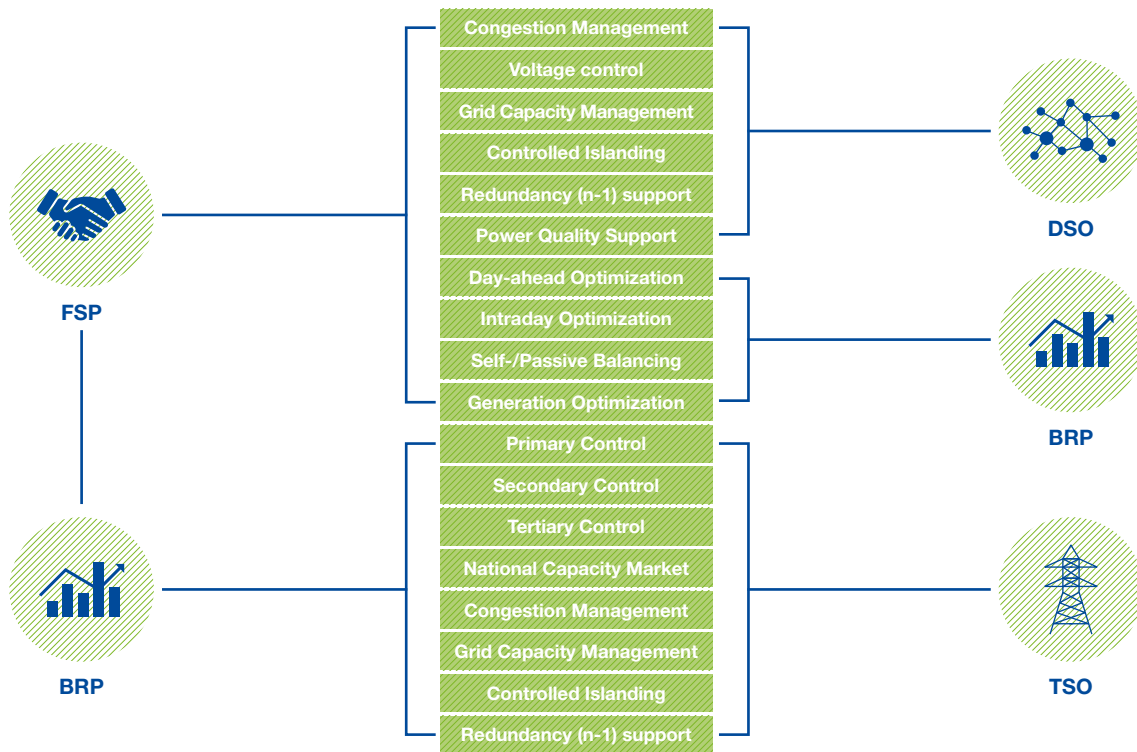 FSP
BRP
Congestion Management
Voltage control
Grid Capacity Management
Controlled Islanding
Redundancy (n-1) support
Power Quality Support
Day-ahead Optimization
Intraday Optimization
Self-/Passive Balancing
Generation Optimization
Primary Control
Secondary Control
Tertiary Control
National Capacity Market
Congestion Management
Grid Capacity Management
Controlled Islanding
Redundancy (n-1) support
DSO
BRP
TSO